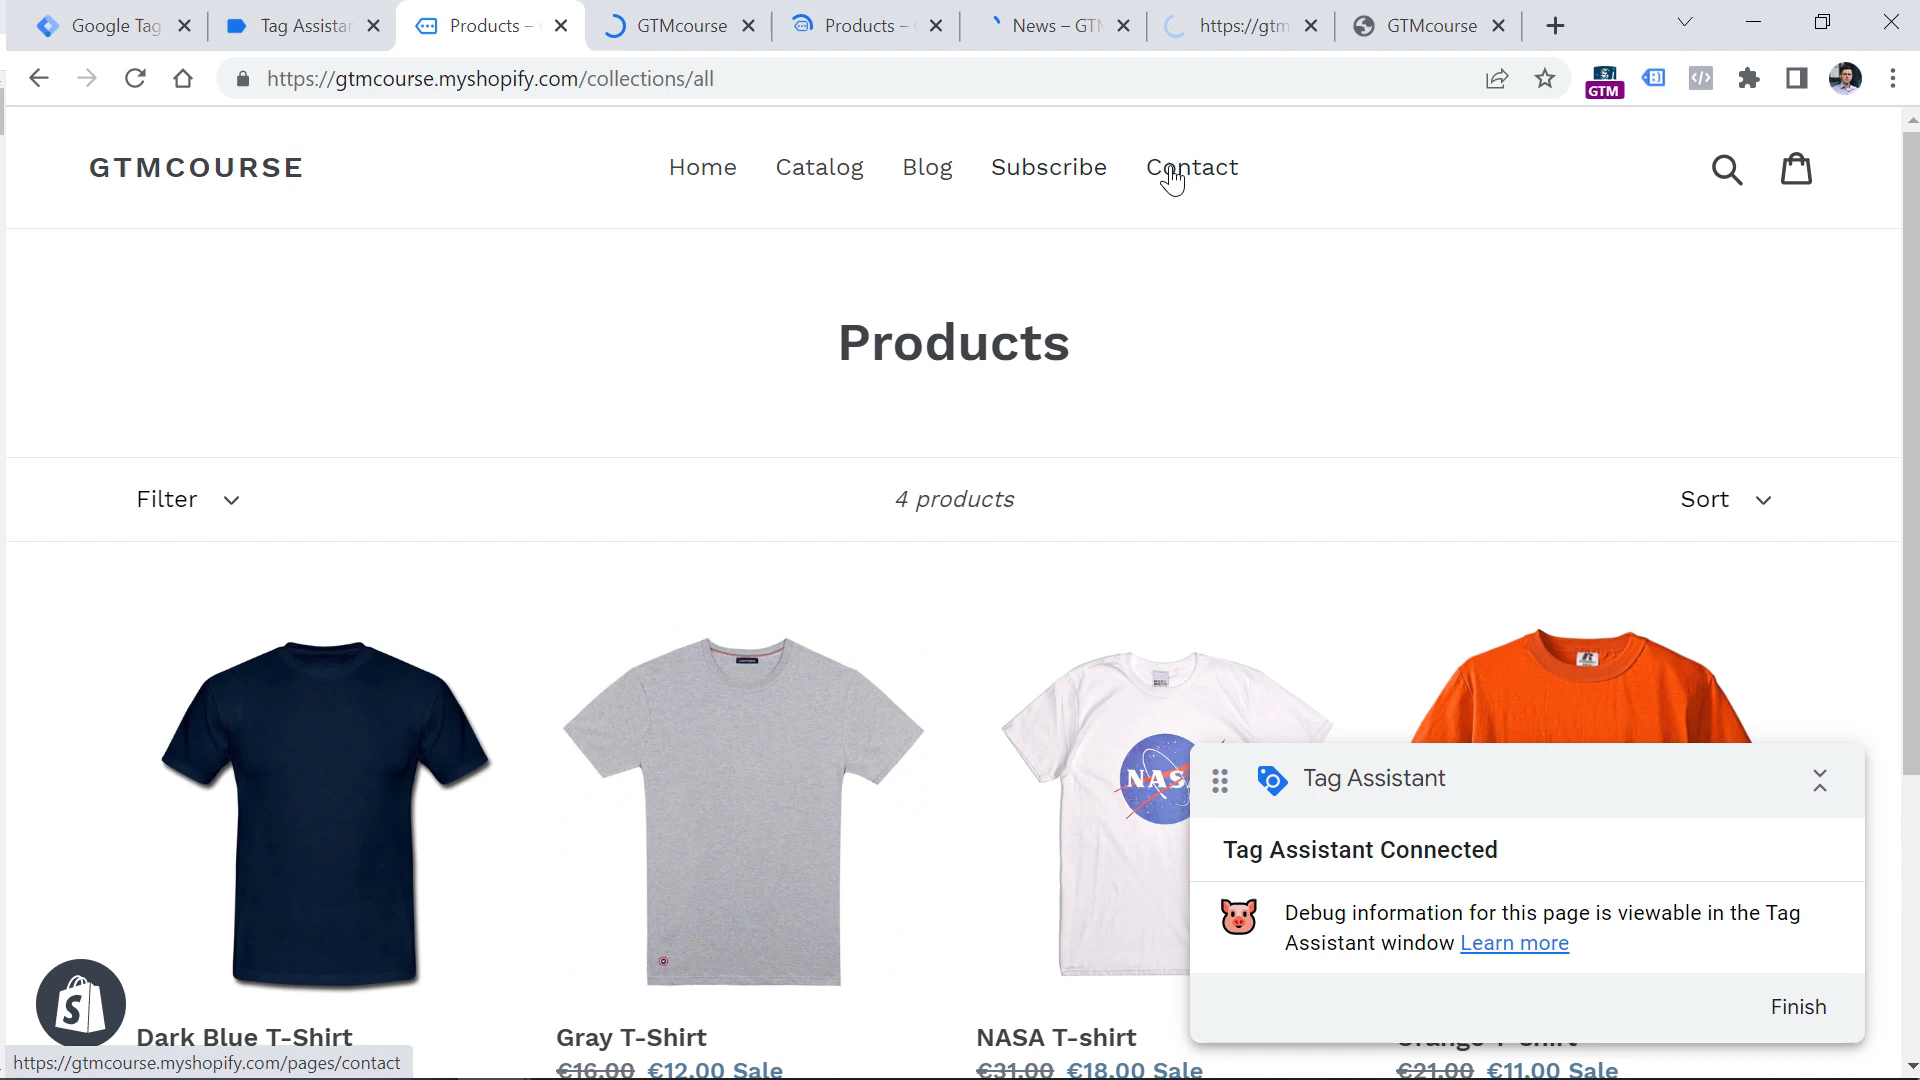 Google Tag
Tag Assistan
Products –
GTMcourse
Products –
News – GTM
https://gtm
GTMcourse
https://gtmcourse.myshopify.com/collections/all
GTM
GTMCOURSE
Home
Catalog
Blog
Subscribe
Contact
Products
Filter
4 products
Sort
NAS
Tag Assistant
Tag Assistant Connected
Debug information for this page is viewable in the Tag
Assistant window Learn more
Finish
Dark Blue T-Shirt
Gray T-Shirt
NASA T-shirt
Orange T-Shirt
€16.00 €12.00 Sale
€31.00 €18.00 Sale
€21.00 €11.00 Sale
https://gtmcourse.myshopify.com/pages/contact